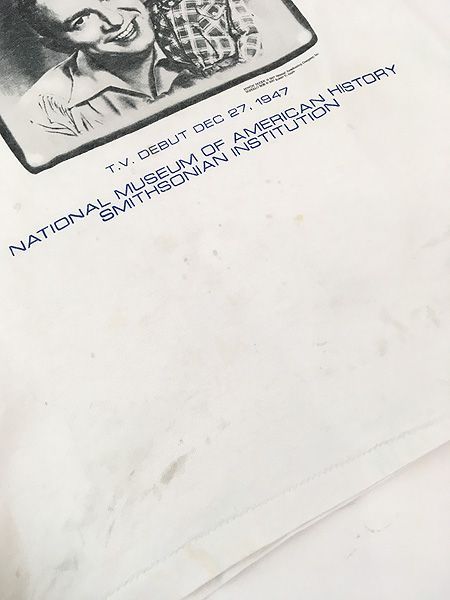 T.V. DEBUT DEC 27, 1947
NATIONAL MUSEUM OF AMERICAN HISTORY
SMITHSONIAN INSTITUTION